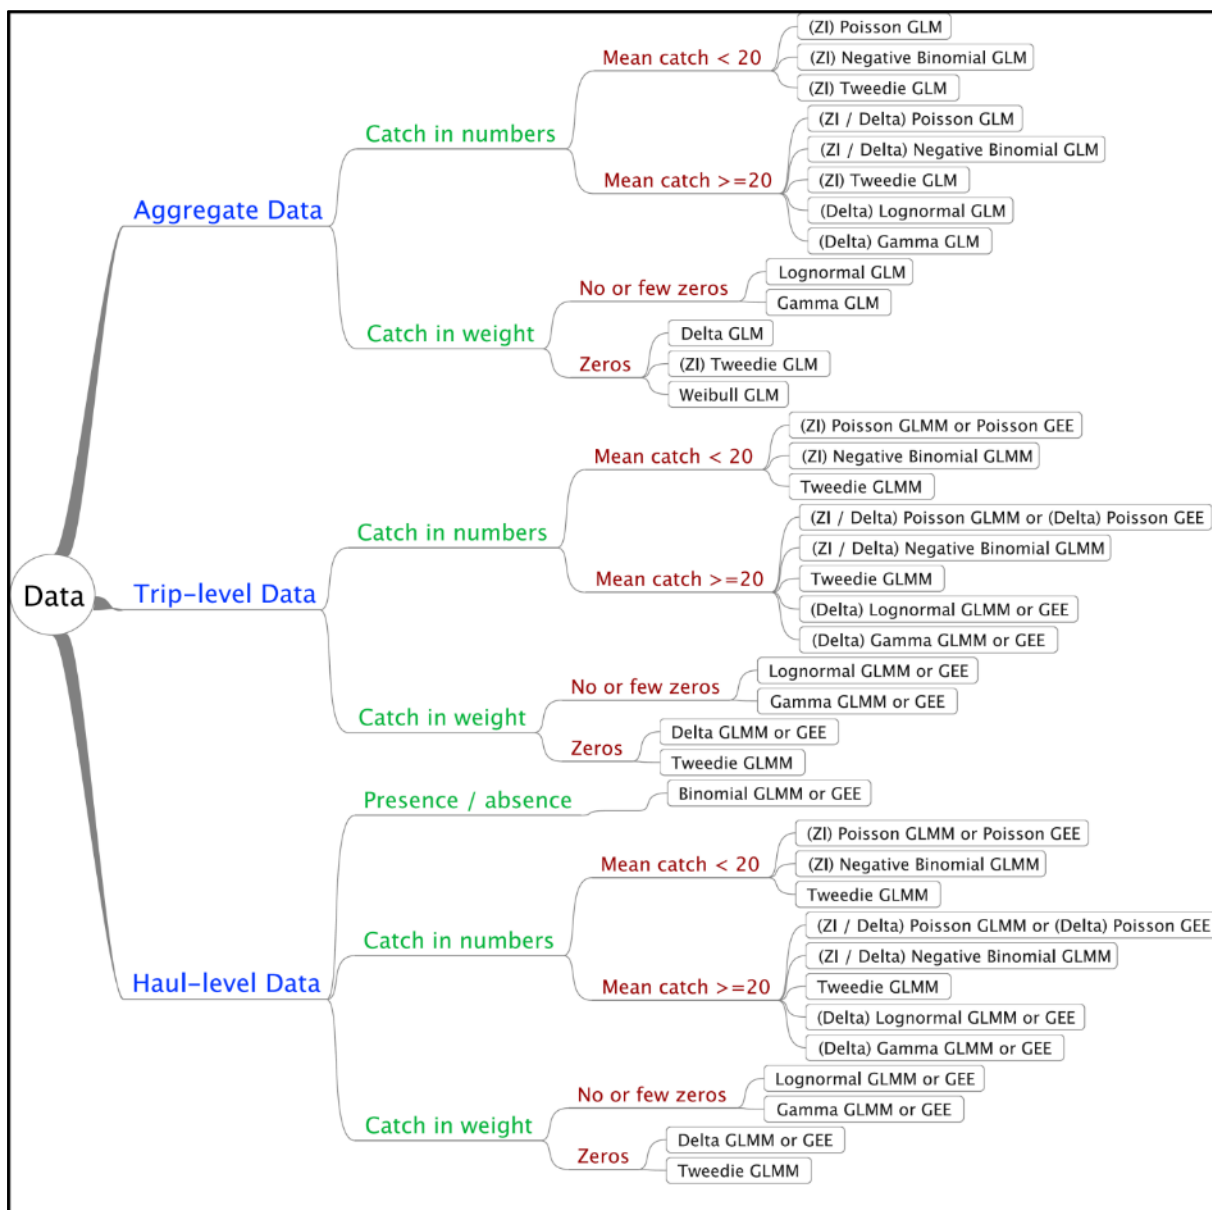 Data
Aggregate Data
Catch in numbers
Mean catch < 20
(ZI) Poisson GLM
(ZI) Negative Binomial GLM
(ZI) Tweedie GLM
Mean catch >=20
(ZI / Delta) Poisson GLM
(ZI / Delta) Negative Binomial GLM
(ZI) Tweedie GLM
(Delta) Lognormal GLM
(Delta) Gamma GLM
Catch in weight
No or few zeros
Lognormal GLM
Gamma GLM
Zeros
Delta GLM
(ZI) Tweedie GLM
Weibull GLM
Trip-level Data
Catch in numbers
Mean catch < 20
(ZI) Poisson GLMM or Poisson GEE
(ZI) Negative Binomial GLMM
Tweedie GLMM
Mean catch >=20
(ZI / Delta) Poisson GLMM or (Delta) Poisson GEE
(ZI / Delta) Negative Binomial GLMM
Tweedie GLMM
(Delta) Lognormal GLMM or GEE
(Delta) Gamma GLMM or GEE
Catch in weight
No or few zeros
Lognormal GLMM or GEE
Gamma GLMM or GEE
Zeros
Delta GLMM or GEE
Tweedie GLMM
Haul-level Data
Presence / absence
Binomial GLMM or GEE
Catch in numbers
Mean catch < 20
(ZI) Poisson GLMM or Poisson GEE
(ZI) Negative Binomial GLMM
Tweedie GLMM
Mean catch >=20
(ZI / Delta) Poisson GLMM or (Delta) Poisson GEE
(ZI / Delta) Negative Binomial GLMM
Tweedie GLMM
(Delta) Lognormal GLMM or GEE
(Delta) Gamma GLMM or GEE
Catch in weight
No or few zeros
Lognormal GLMM or GEE
Gamma GLMM or GEE
Zeros
Delta GLMM or GEE
Tweedie GLMM